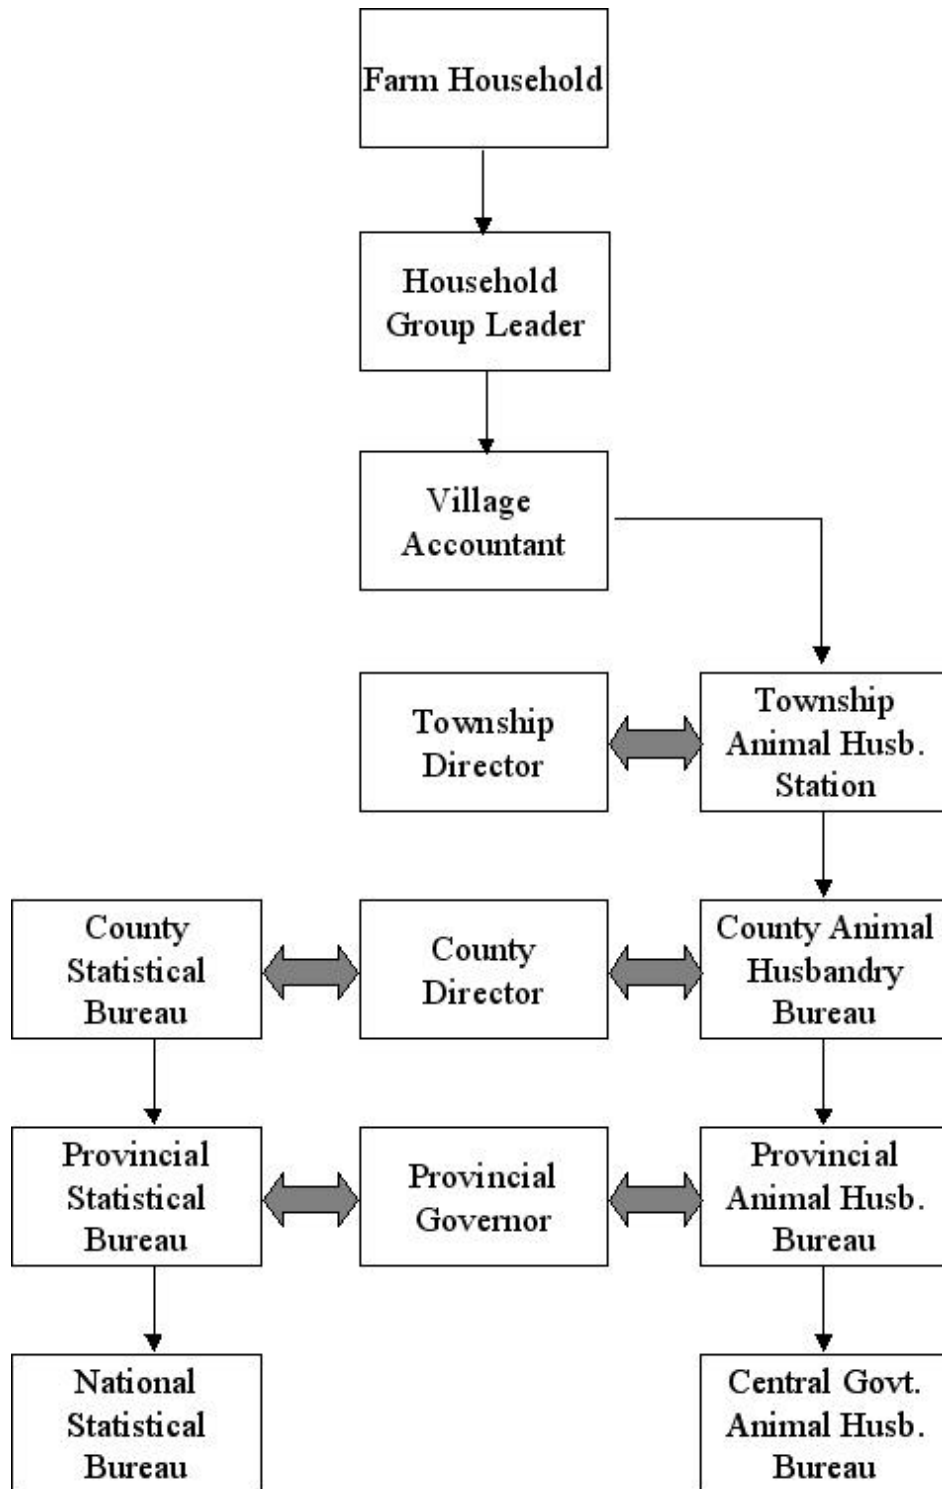 Farm Household
Household
Group Leader
Village
Accountant
Township
Director
Township
Animal Husb.
Station
County
Statistical
Bureau
County
Director
County Animal
Husbandry
Bureau
Provincial
Statistical
Bureau
Provincial
Governor
Provincial
Animal Husb.
Bureau
National
Statistical
Bureau
Central Govt.
Animal Husb.
Bureau